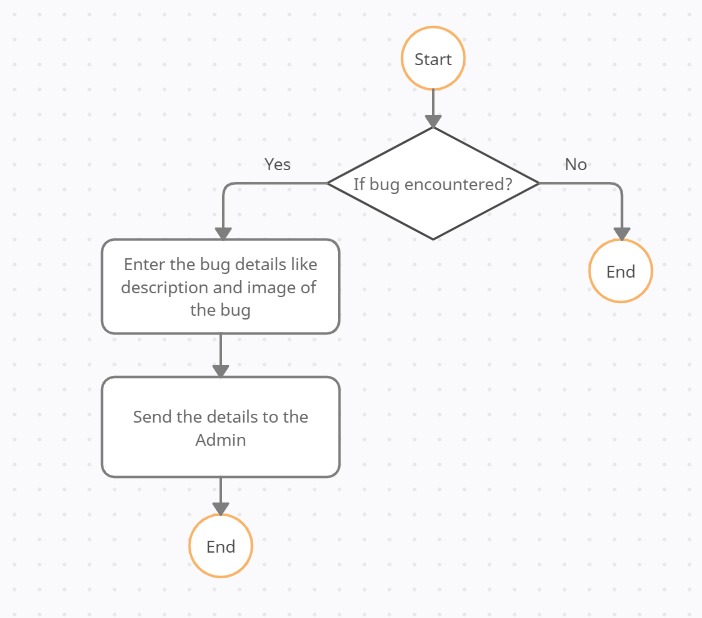 Start
Yes
No
If bug encountered?
Enter the bug details like
description and image of
the bug
End
Send the details to the
Admin
End